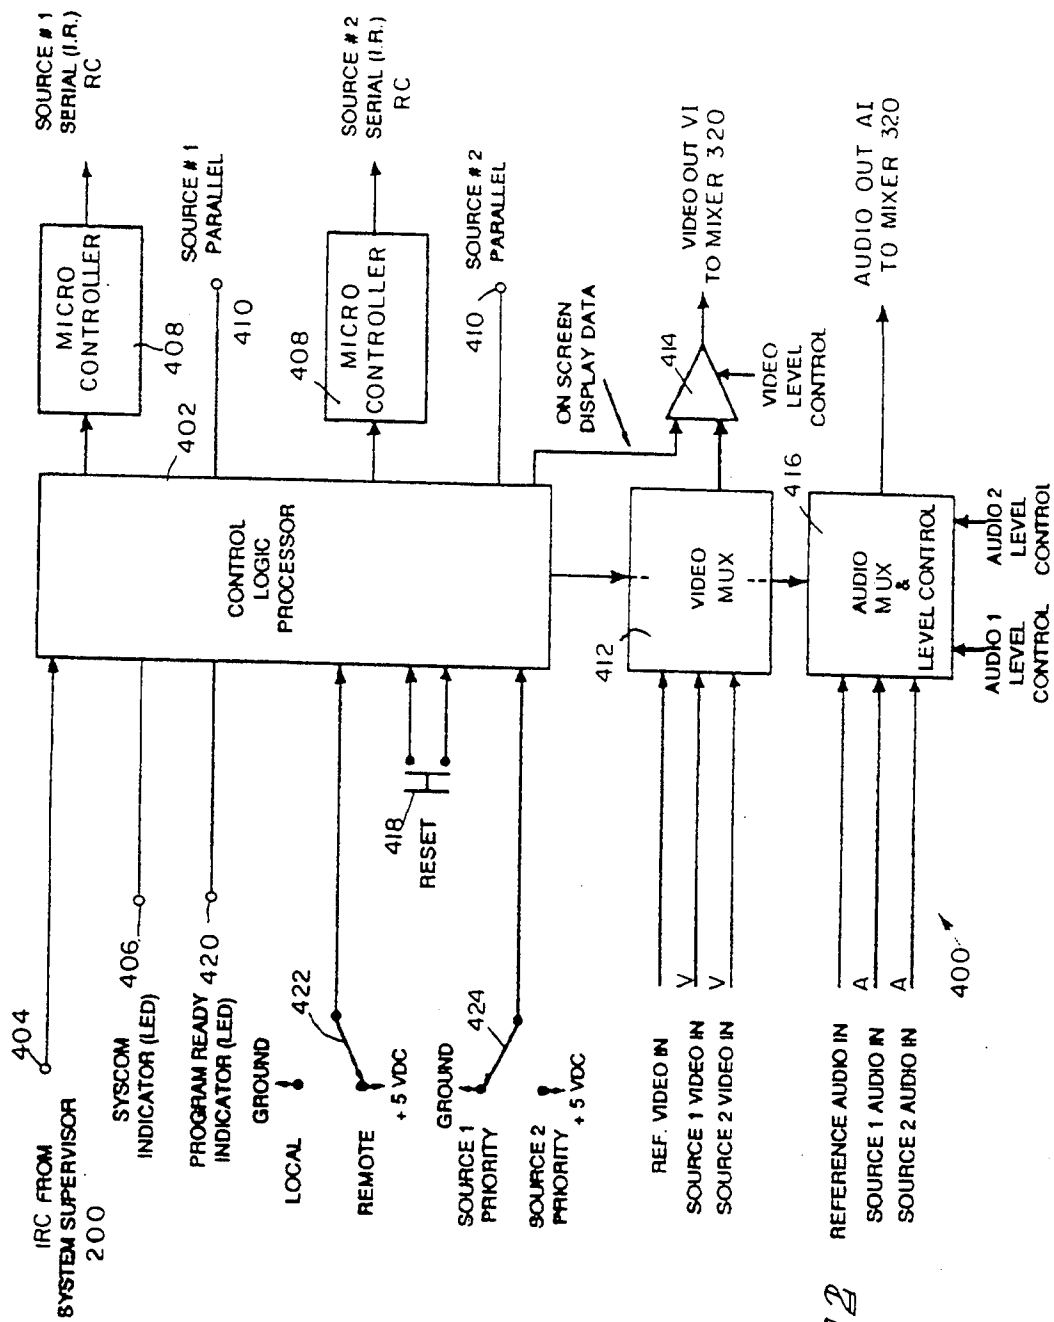 IRC FROM
SYSTEM SUPERVISOR
200
404
SYSCOM
INDICATOR (LED)
406
PROGRAM READY
INDICATOR (LED)
420
GROUND
LOCAL
REMOTE
+ 5 VDC
422
GROUND
SOURCE 1
PRIORITY
SOURCE 2
PRIORITY
+ 5 VDC
424
418
RESET
CONTROL
LOGIC
PROCESSOR
402
MICRO
CONTROLLER
408
SOURCE # 1
SERIAL (I.R.)
RC
SOURCE # 1
PARALLEL
410
MICRO
CONTROLLER
408
SOURCE # 2
SERIAL (I.R.)
RC
SOURCE # 2
PARALLEL
410
ON SCREEN
DISPLAY DATA
REF. VIDEO IN
SOURCE 1 VIDEO IN
V
SOURCE 2 VIDEO IN
V
412
VIDEO
MUX
414
VIDEO
LEVEL
CONTROL
VIDEO OUT VI
TO MIXER 320
REFERENCE AUDIO IN
SOURCE 1 AUDIO IN
A
SOURCE 2 AUDIO IN
A
416
AUDIO
MUX
&
LEVEL CONTROL
AUDIO 1
LEVEL
CONTROL
AUDIO 2
LEVEL
CONTROL
AUDIO OUT AI
TO MIXER 320
400